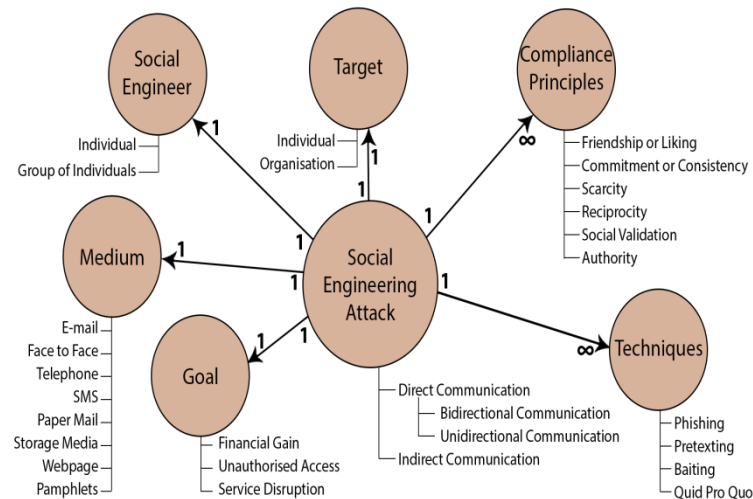 Social
Engineer
1
Individual
Group of Individuals
Target
1
Individual
Organisation
Compliance
Principles
∞
Friendship or Liking
Commitment or Consistency
Scarcity
Reciprocity
Social Validation
Authority
Medium
1
E-mail
Face to Face
Telephone
SMS
Paper Mail
Storage Media
Webpage
Pamphlets
Goal
1
Financial Gain
Unauthorised Access
Service Disruption
Social
Engineering
Attack
1
1
1
1
1
1
Direct Communication
Bidirectional Communication
Unidirectional Communication
Indirect Communication
Techniques
∞
Phishing
Pretexting
Baiting
Quid Pro Quo